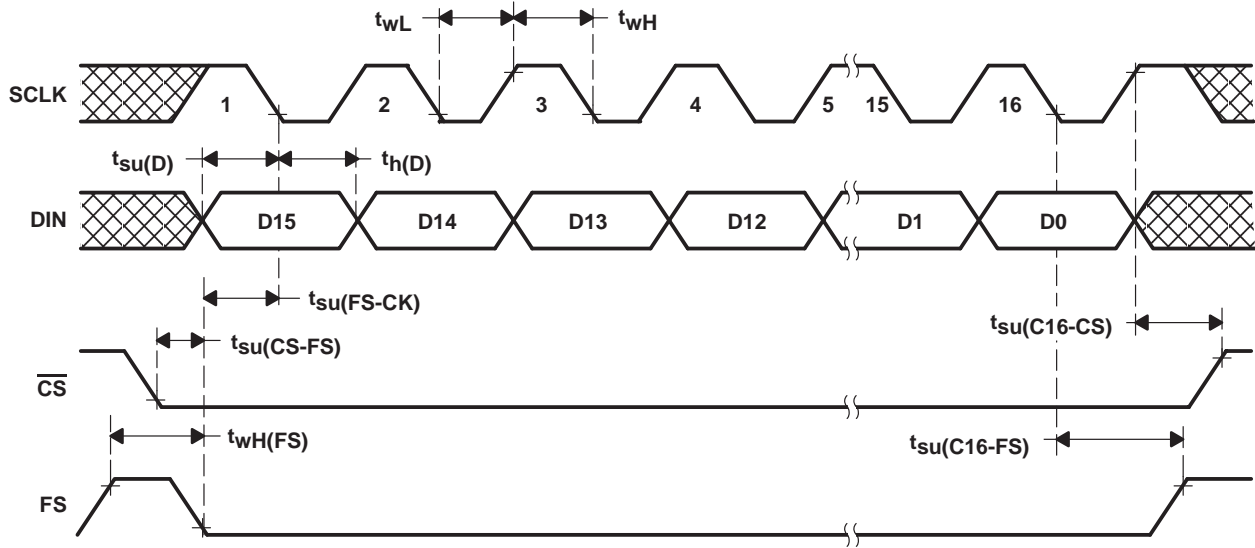 twL
twH
SCLK
1
2
3
4
5
15
16
tsu(D)
th(D)
DIN
D15
D14
D13
D12
D1
D0
tsu(FS-CK)
tsu(C16-CS)
tsu(CS-FS)
CS
twH(FS)
tsu(C16-FS)
FS